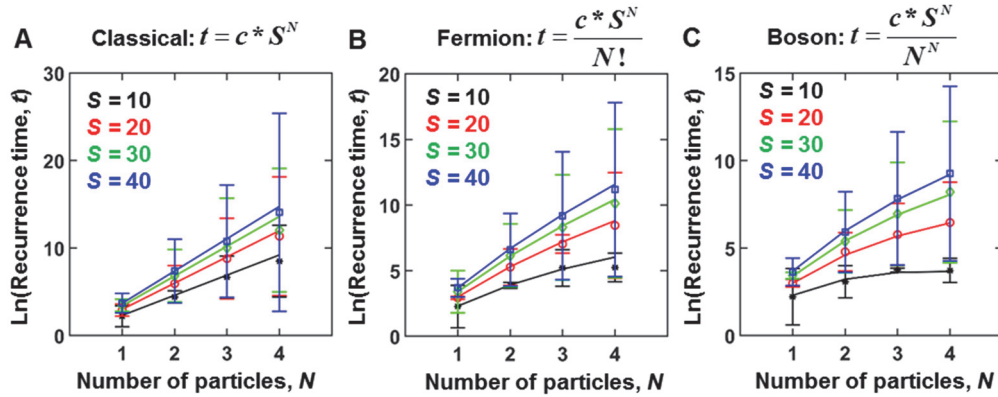 A Classical: t = c * S^N
30
20
10
0
Ln(Recurrence time, t)
S = 10
S = 20
S = 30
S = 40
1 2 3 4
Number of particles, N
B Fermion: t = c * S^N / N!
20
15
10
5
0
Ln(Recurrence time, t)
S = 10
S = 20
S = 30
S = 40
1 2 3 4
Number of particles, N
C Boson: t = c * S^N / N^N
15
10
5
0
Ln(Recurrence time, t)
S = 10
S = 20
S = 30
S = 40
1 2 3 4
Number of particles, N